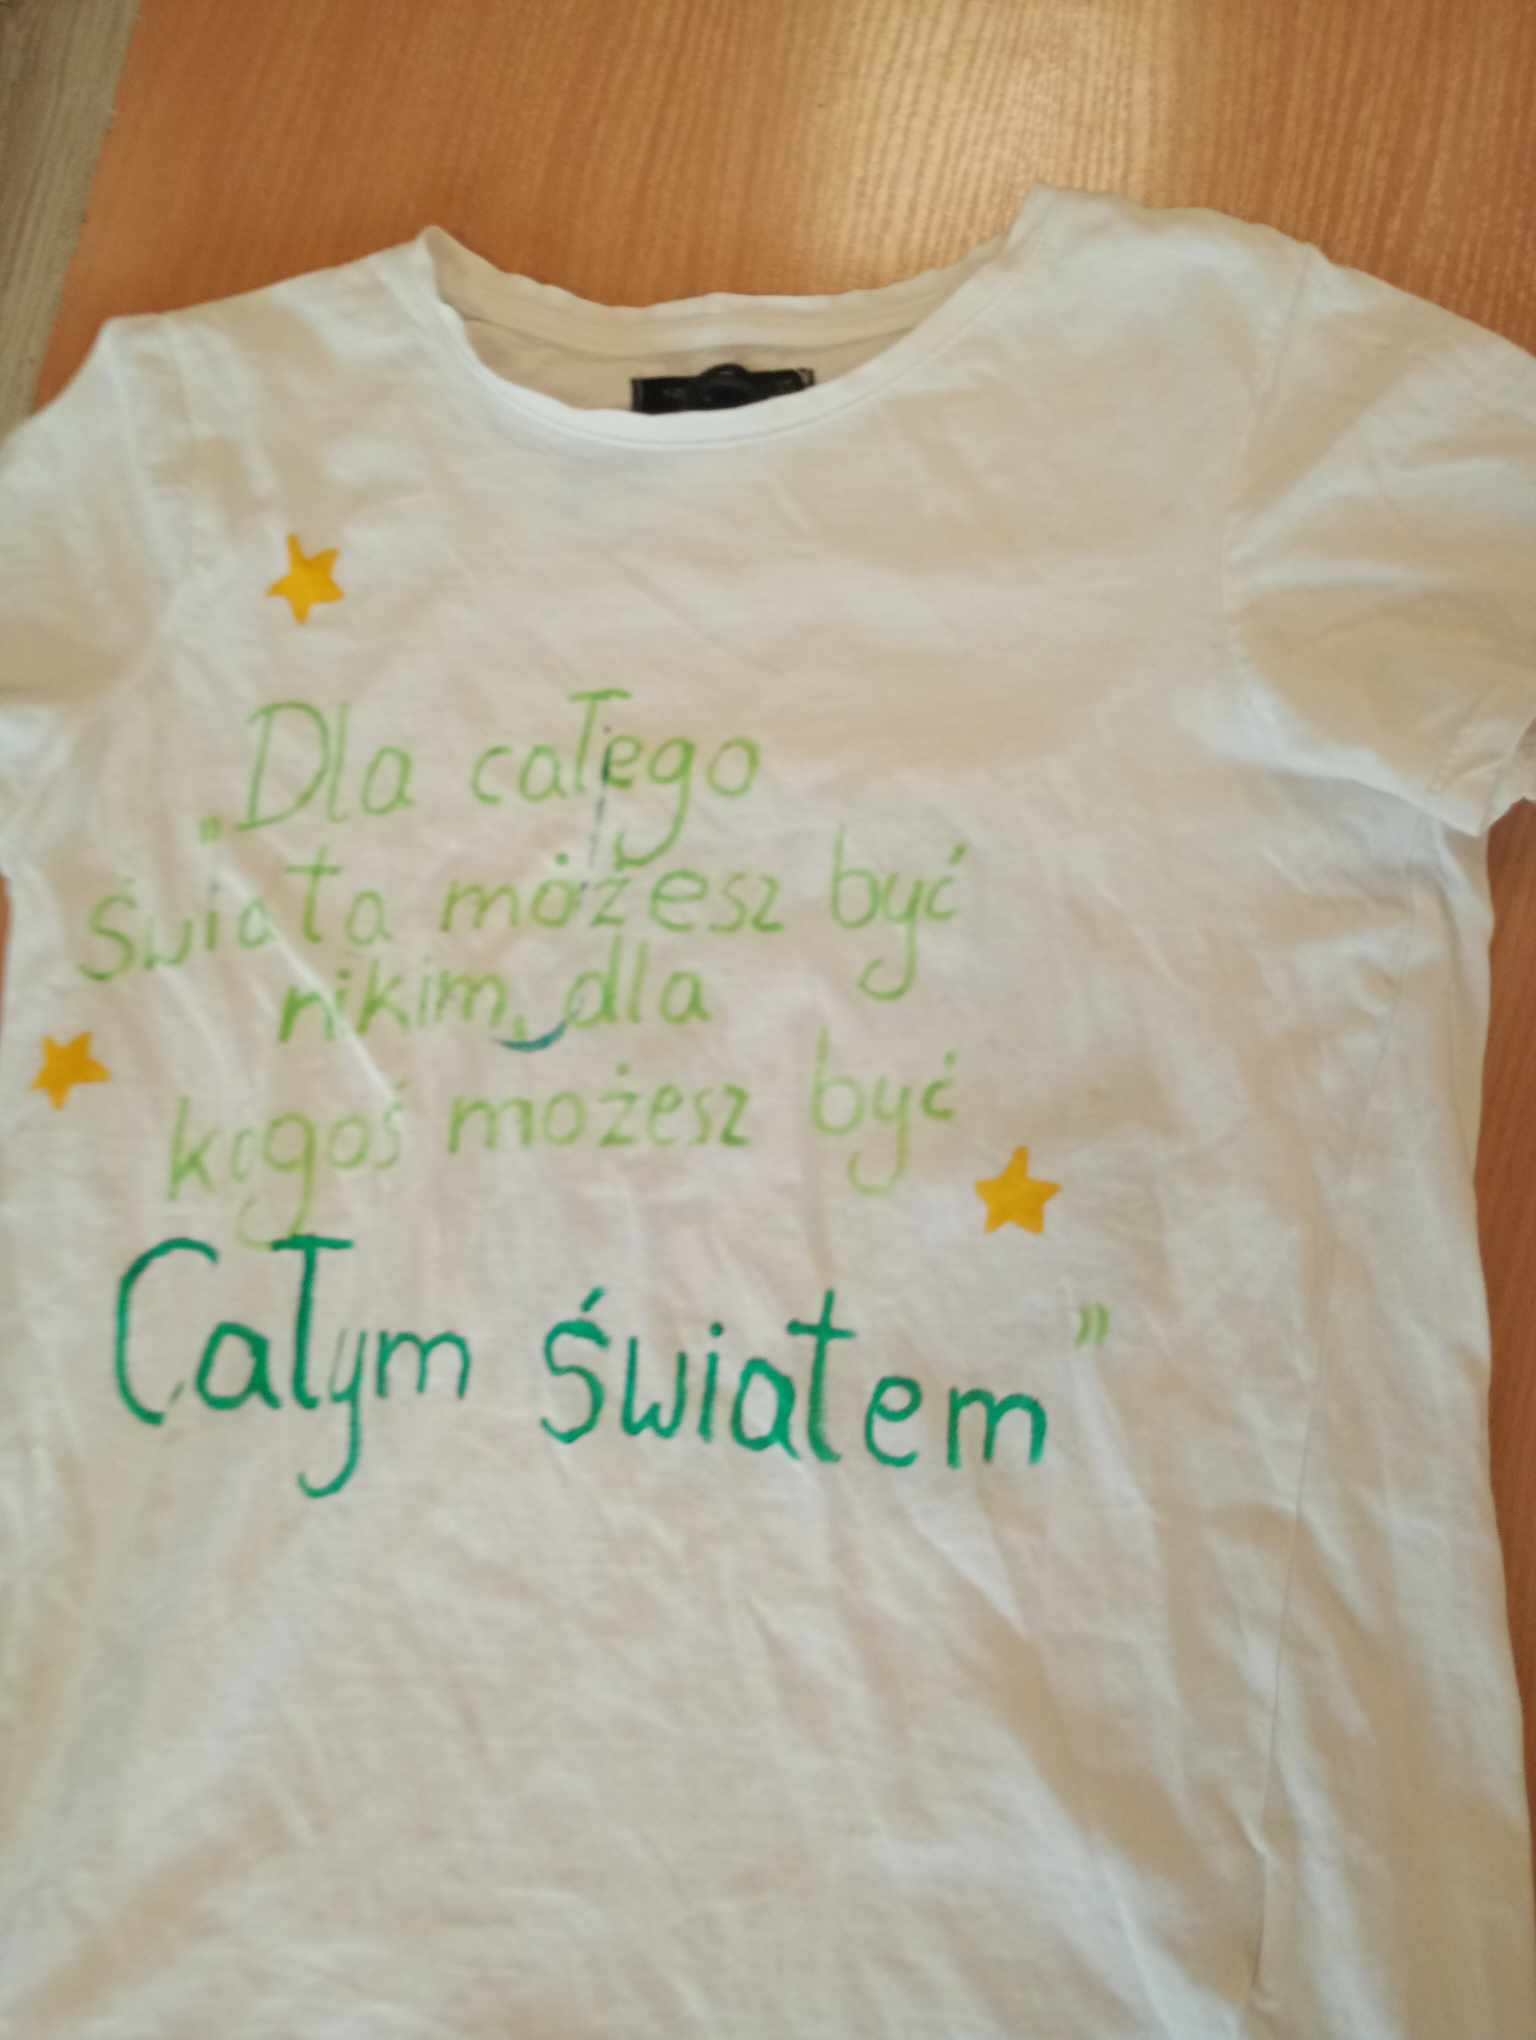 „Dla całego
świata możesz być
nikim, dla
kogoś możesz być
Całym światem”